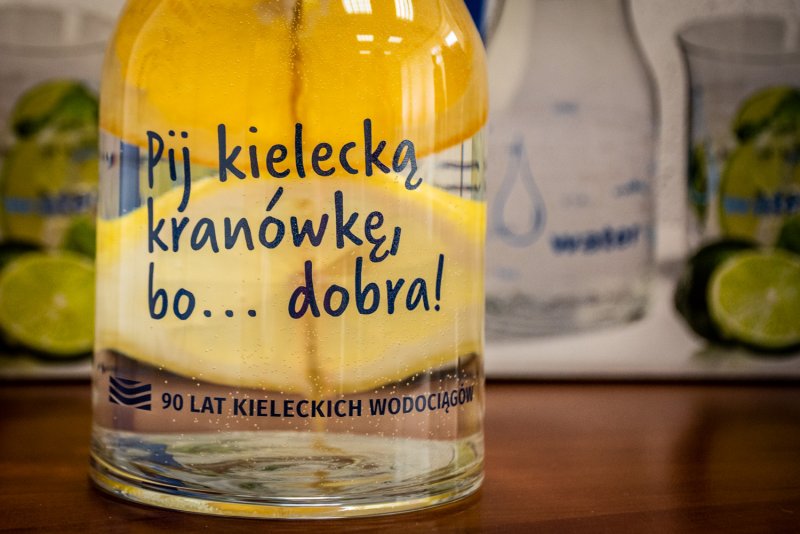 Pij kielecką
kranówkę,
bo... dobra!
90 LAT KIELECKICH WODOCIĄGÓW
water